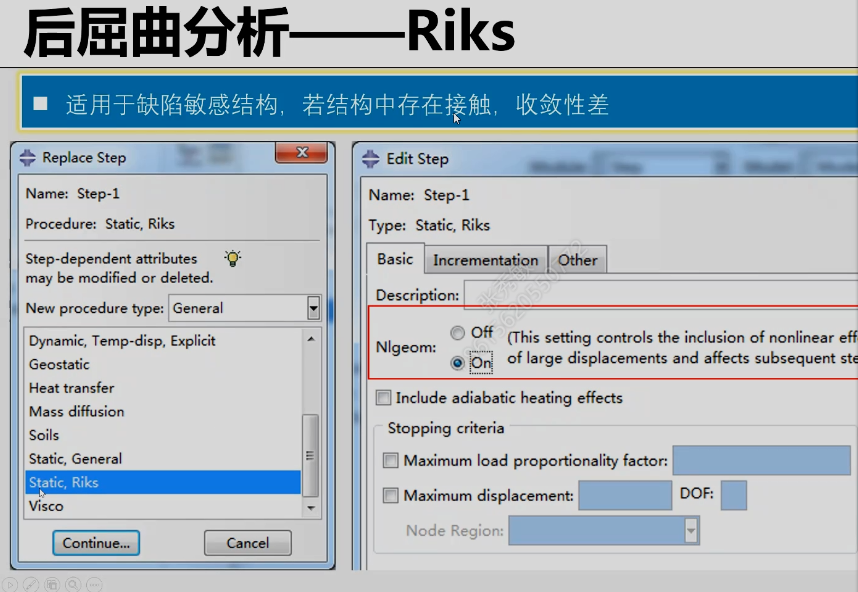 后屈曲分析——Riks
■ 适用于缺陷敏感结构，若结构中存在接触，收敛性差
Replace Step
Name: Step-1
Procedure: Static, Riks
Step-dependent attributes
may be modified or deleted.
New procedure type: General
Dynamic, Temp-disp, Explicit
Geostatic
Heat transfer
Mass diffusion
Soils
Static, General
Static, Riks
Visco
Continue...
Cancel
Edit Step
Name: Step-1
Type: Static, Riks
Basic
Incrementation
Other
Description:
Nlgeom:
Off
On
(This setting controls the inclusion of nonlinear eff
of large displacements and affects subsequent ste
Include adiabatic heating effects
Stopping criteria
Maximum load proportionality factor:
Maximum displacement:
DOF:
Node Region: